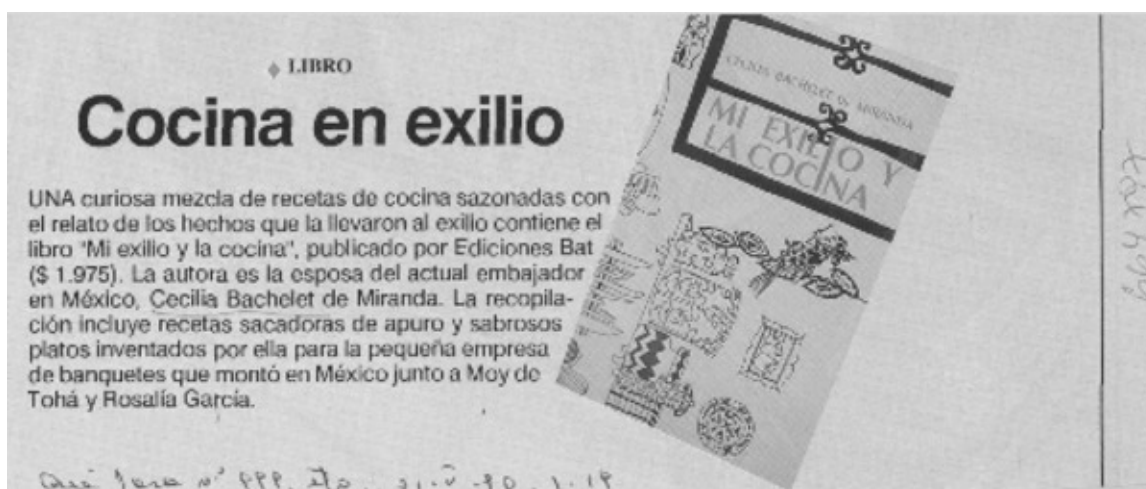 LIBRO
Cocina en exilio
UNA curiosa mezcla de recetas de cocina sazonadas con
el relato de los hechos que la llevaron al exilio contiene el
libro "Mi exilio y la cocina", publicado por Ediciones Bat
($ 1.975). La autora es la esposa del actual embajador
en México, Cecilia Bachelet de Miranda. La recopila-
ción incluye recetas sacadoras de apuro y sabrosos
platos inventados por ella para la pequeña empresa
de banquetes que montó en México junto a Moy de
Tohá y Rosalía García.
CECILIA BACHELET DE MIRANDA
MI EXILIO Y
LA COCINA